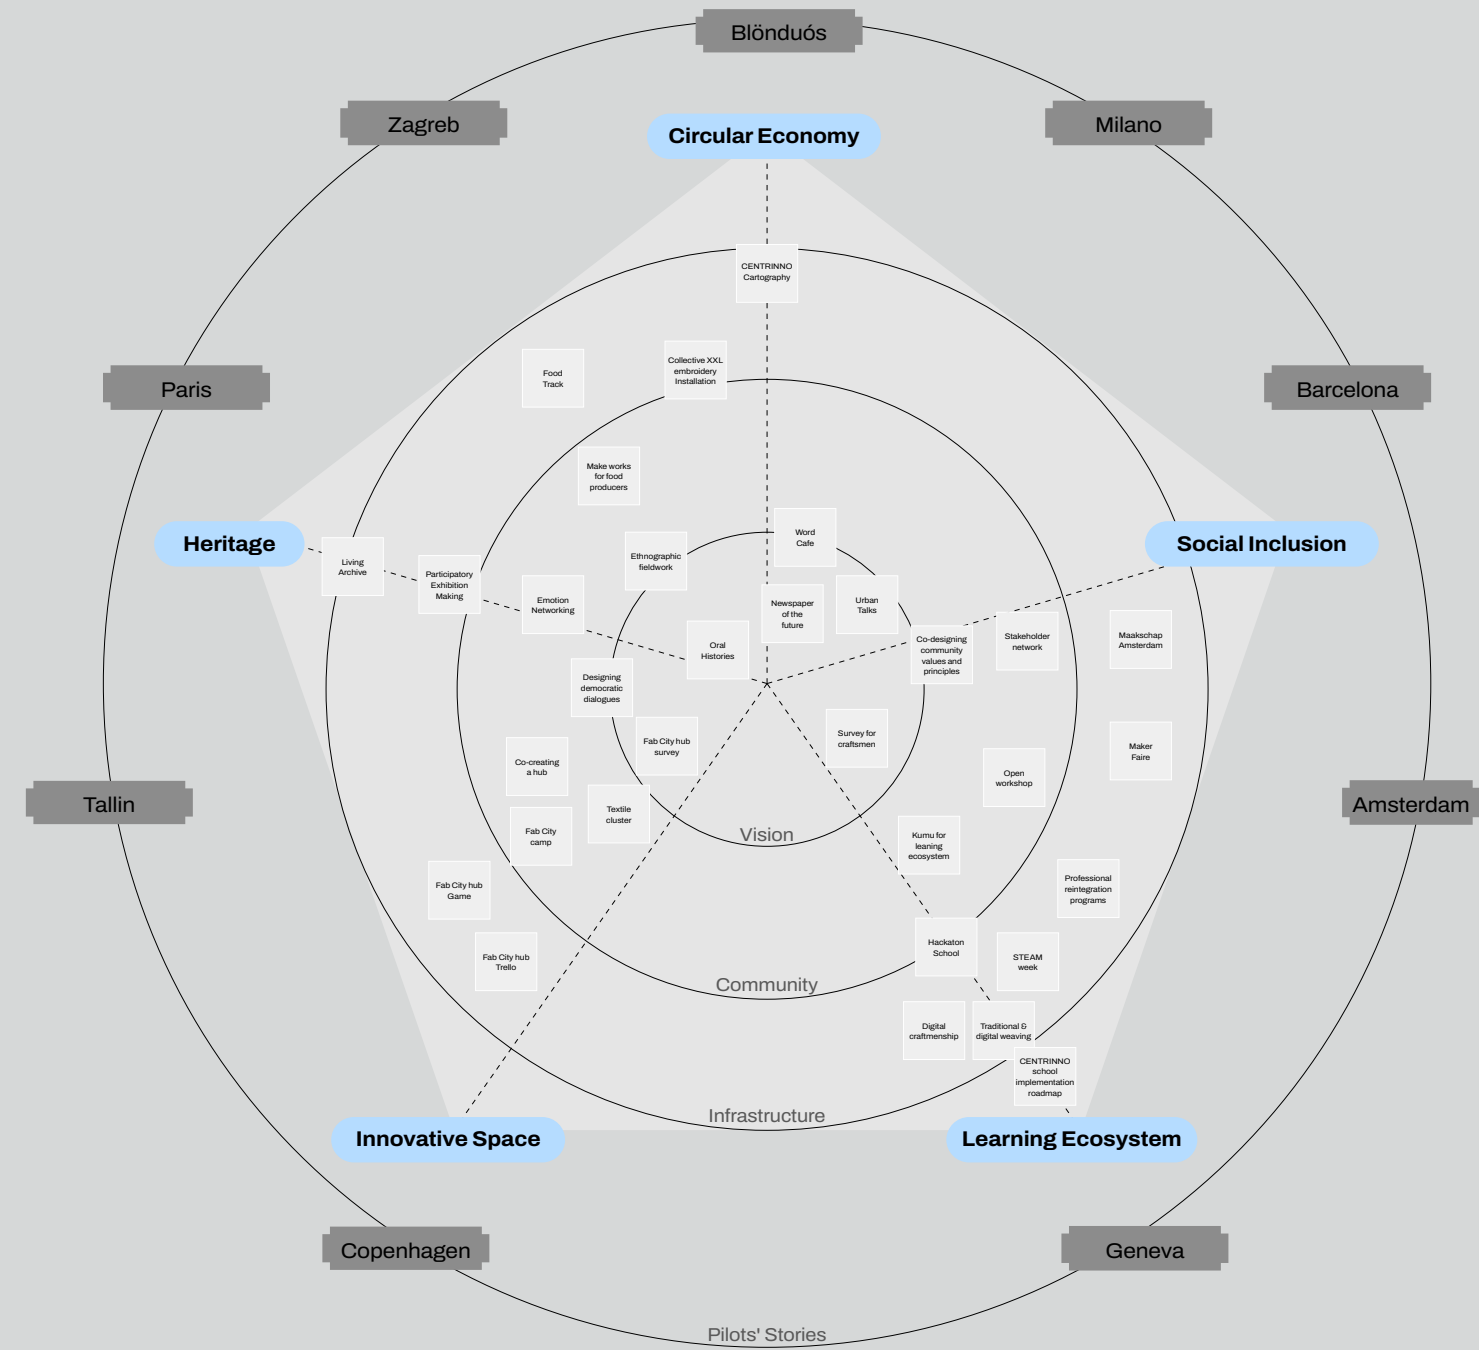 Blönduós
Zagreb
Milano
Circular Economy
CENTRINNO
Cartography
Food
Track
Collective XXL
embroidery
Installation
Paris
Barcelona
Make works
for food
producers
Heritage
Social Inclusion
Living
Archive
Participatory
Exhibition
Making
Emotion
Networking
Ethnographic
fieldwork
Word
Cafe
Newspaper
of the
future
Urban
Talks
Oral
Histories
Co-designing
community
values and
principles
Stakeholder
network
Maakschap
Amsterdam
Designing
democratic
dialogues
Fab City hub
survey
Survey for
craftsmen
Maker
Faire
Co-creating
a hub
Open
workshop
Tallin
Amsterdam
Textile
cluster
Fab City
camp
Vision
Kumu for
leaning
ecosystem
Fab City hub
Game
Professional
reintegration
programs
Hackaton
School
Fab City hub
Trello
STEAM
week
Community
Digital
craftmenship
Traditional &
digital weaving
CENTRINNO
school
implementation
roadmap
Infrastructure
Innovative Space
Learning Ecosystem
Copenhagen
Geneva
Pilots' Stories